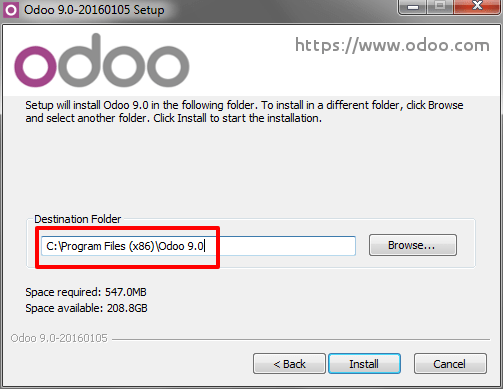 Odoo 9.0-20160105 Setup
odoo
https://www.odoo.com
Setup will install Odoo 9.0 in the following folder. To install in a different folder, click Browse
and select another folder. Click Install to start the installation.
Destination Folder
C:\Program Files (x86)\Odoo 9.0
Browse...
Space required: 547.0MB
Space available: 208.8GB
Odoo 9.0-20160105
< Back
Install
Cancel